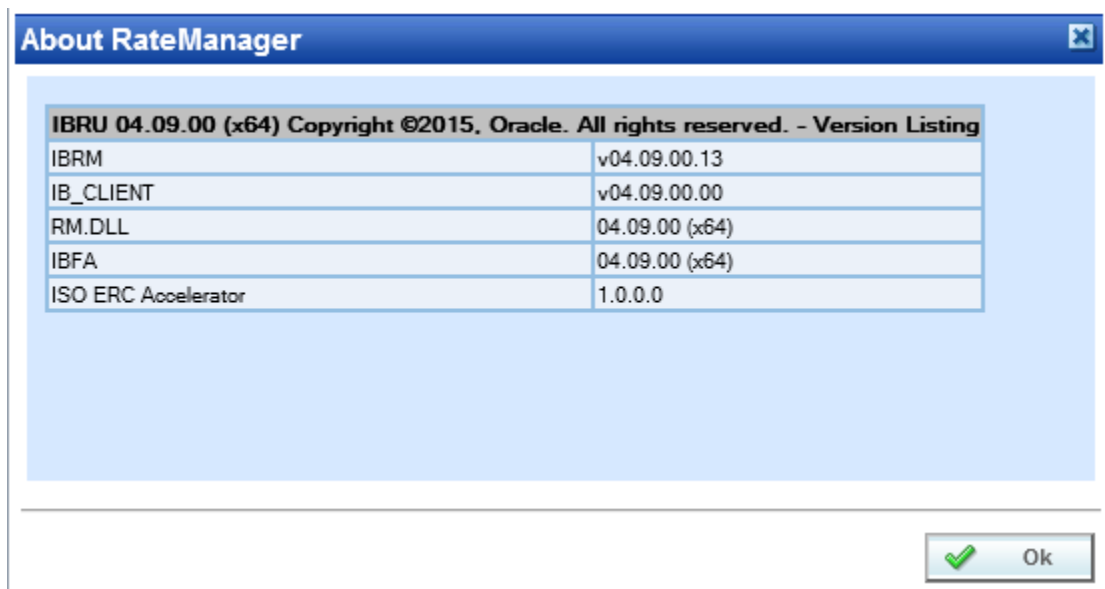 About RateManager
IBRU 04.09.00 (x64) Copyright ©2015, Oracle. All rights reserved. - Version Listing
IBRM v04.09.00.13
IB_CLIENT v04.09.00.00
RM.DLL 04.09.00 (x64)
IBFA 04.09.00 (x64)
ISO ERC Accelerator 1.0.0.0
Ok